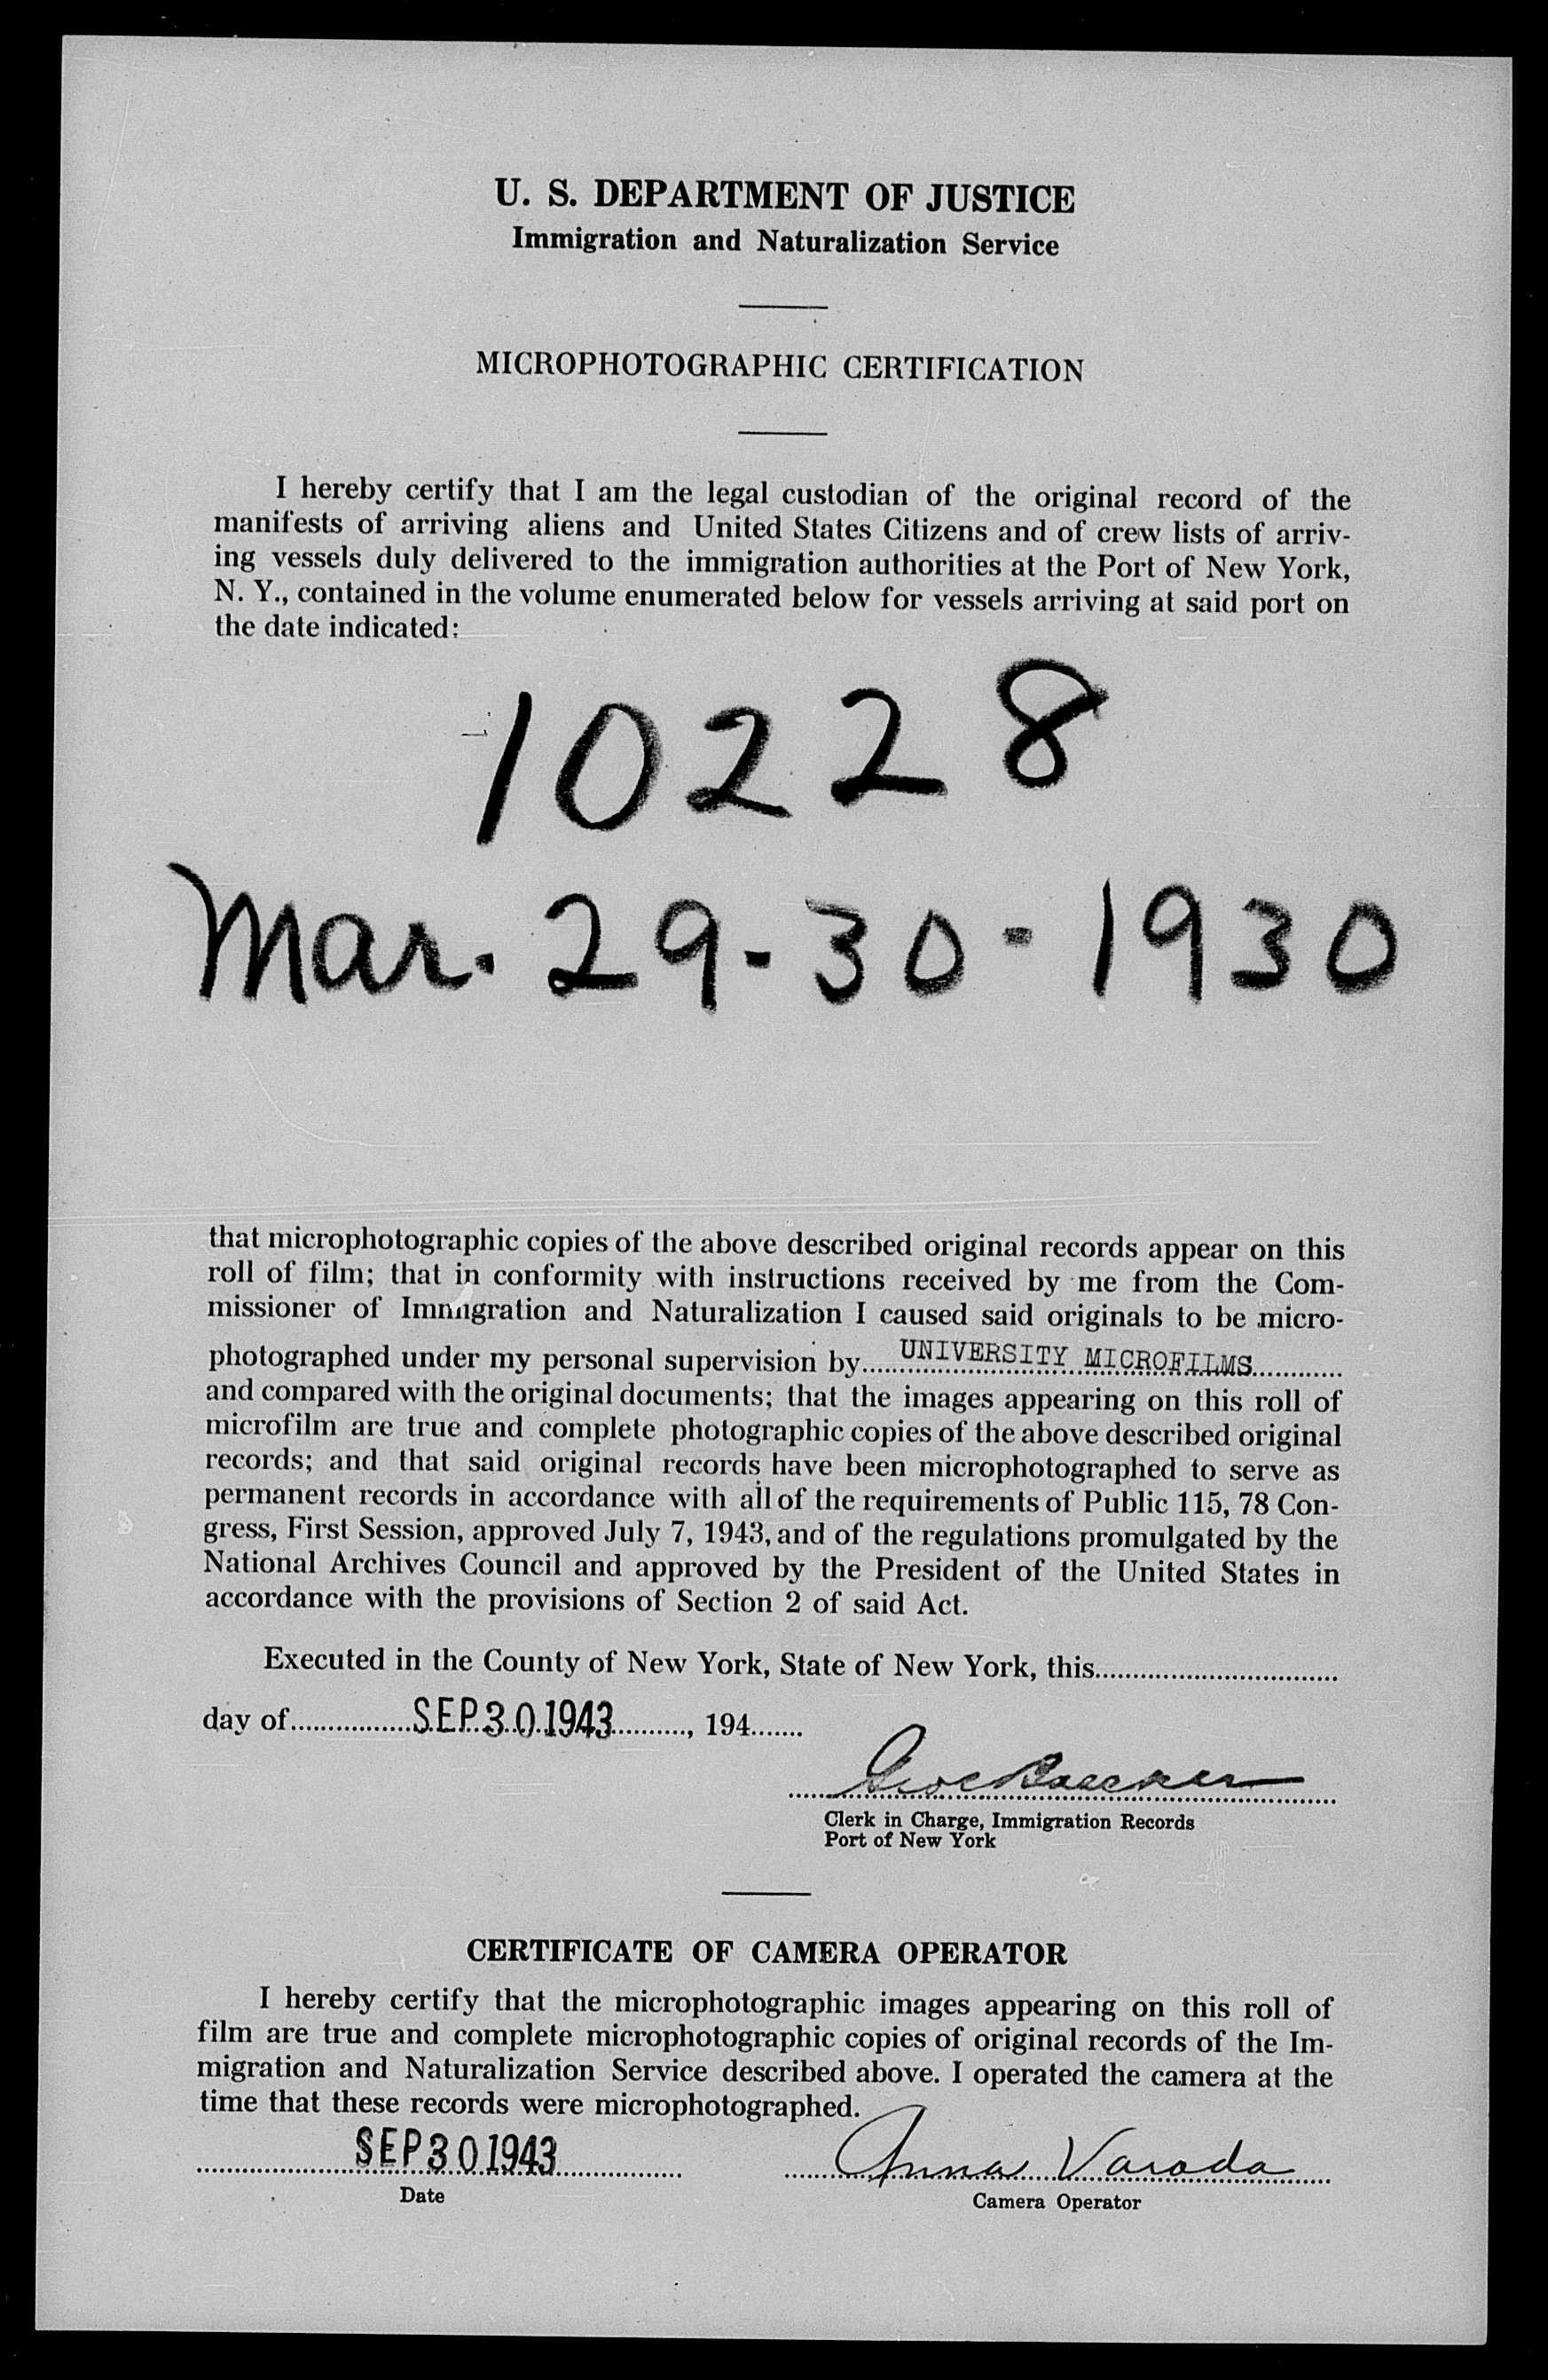 U. S. DEPARTMENT OF JUSTICE
Immigration and Naturalization Service
MICROPHOTOGRAPHIC CERTIFICATION
I hereby certify that I am the legal custodian of the original record of the
manifests of arriving aliens and United States Citizens and of crew lists of arriv-
ing vessels duly delivered to the immigration authorities at the Port of New York,
N. Y., contained in the volume enumerated below for vessels arriving at said port on
the date indicated:
10228
Mar. 29-30-1930
that microphotographic copies of the above described original records appear on this
roll of film; that in conformity with instructions received by me from the Com-
missioner of Immigration and Naturalization I caused said originals to be micro-
photographed under my personal supervision by UNIVERSITY MICROFILMS
and compared with the original documents; that the images appearing on this roll of
microfilm are true and complete photographic copies of the above described original
records; and that said original records have been microphotographed to serve as
permanent records in accordance with all of the requirements of Public 115, 78 Con-
gress, First Session, approved July 7, 1943, and of the regulations promulgated by the
National Archives Council and approved by the President of the United States in
accordance with the provisions of Section 2 of said Act.
Executed in the County of New York, State of New York, this
day of SEP 30 1943, 194
Clerk in Charge, Immigration Records
Port of New York
CERTIFICATE OF CAMERA OPERATOR
I hereby certify that the microphotographic images appearing on this roll of
film are true and complete microphotographic copies of original records of the Im-
migration and Naturalization Service described above. I operated the camera at the
time that these records were microphotographed.
SEP 30 1943 Anna Varada
Date Camera Operator